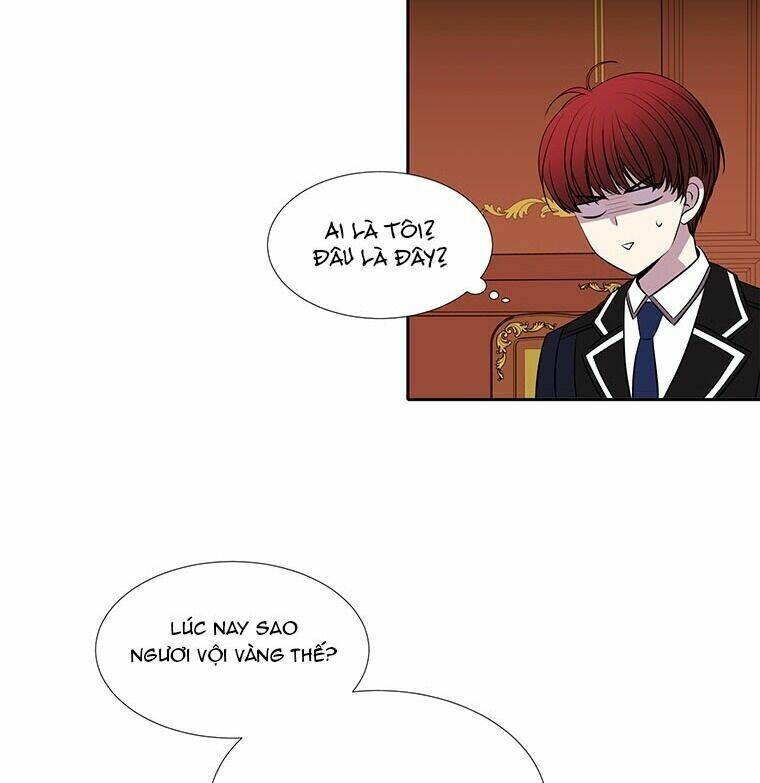 AI LÀ TÔI?
ĐÂU LÀ ĐÂY?
LÚC NAY SAO
NGƯƠI VỘI VÀNG THẾ?